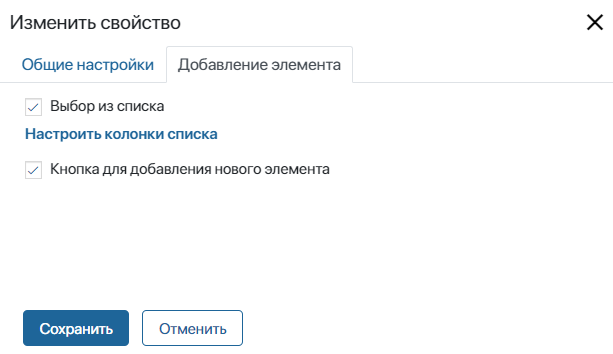 Изменить свойство
Общие настройки
Добавление элемента
Выбор из списка
Настроить колонки списка
Кнопка для добавления нового элемента
Сохранить
Отменить